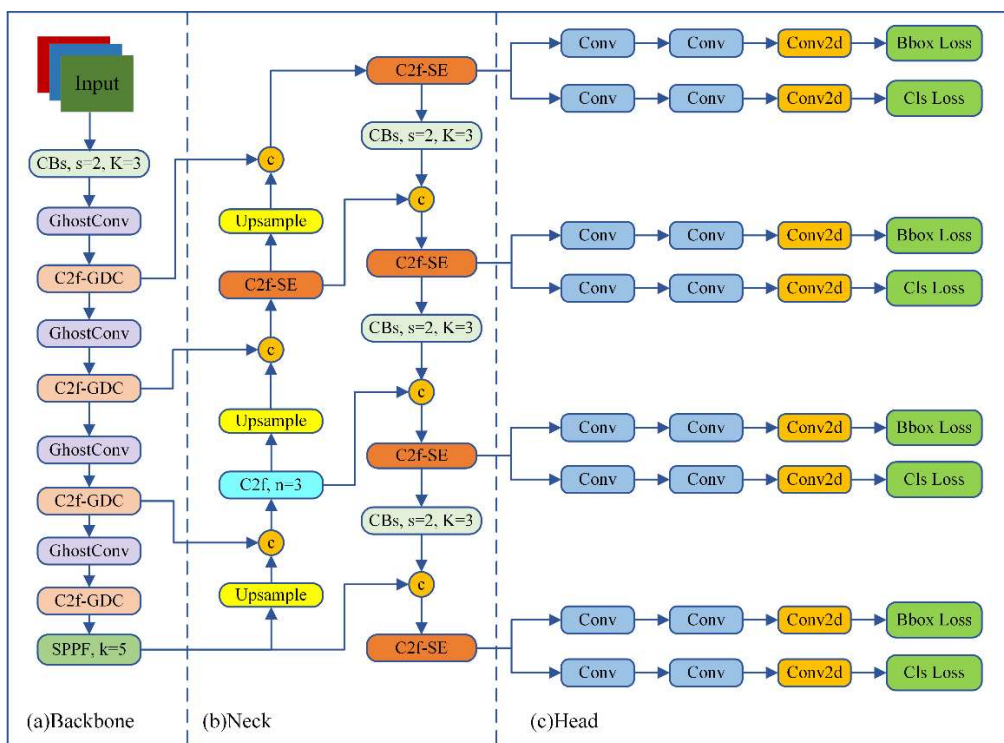 Input
CBs, s=2, K=3
GhostConv
C2f-GDC
GhostConv
C2f-GDC
GhostConv
C2f-GDC
GhostConv
C2f-GDC
SPPF, k=5
(a)Backbone
c
Upsample
C2f-SE
c
Upsample
C2f, n=3
c
Upsample
C2f-SE
CBs, s=2, K=3
c
C2f-SE
CBs, s=2, K=3
c
C2f-SE
CBs, s=2, K=3
c
C2f-SE
(b)Neck
Conv Conv Conv2d Bbox Loss
Conv Conv Conv2d Cls Loss
Conv Conv Conv2d Bbox Loss
Conv Conv Conv2d Cls Loss
Conv Conv Conv2d Bbox Loss
Conv Conv Conv2d Cls Loss
Conv Conv Conv2d Bbox Loss
Conv Conv Conv2d Cls Loss
(c)Head